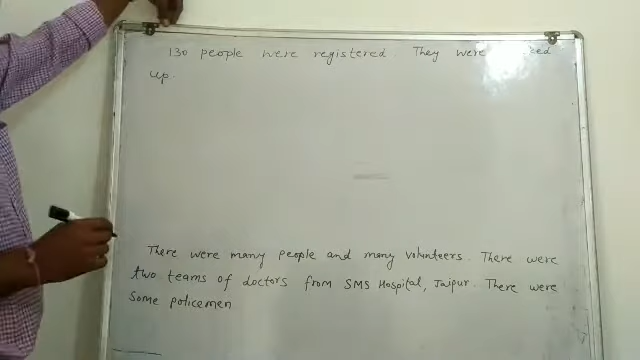 130 people were registered. They were
up.
There were many people and many volunteers. There were
two teams of doctors from SMS Hospital, Jaipur. There were
some policemen